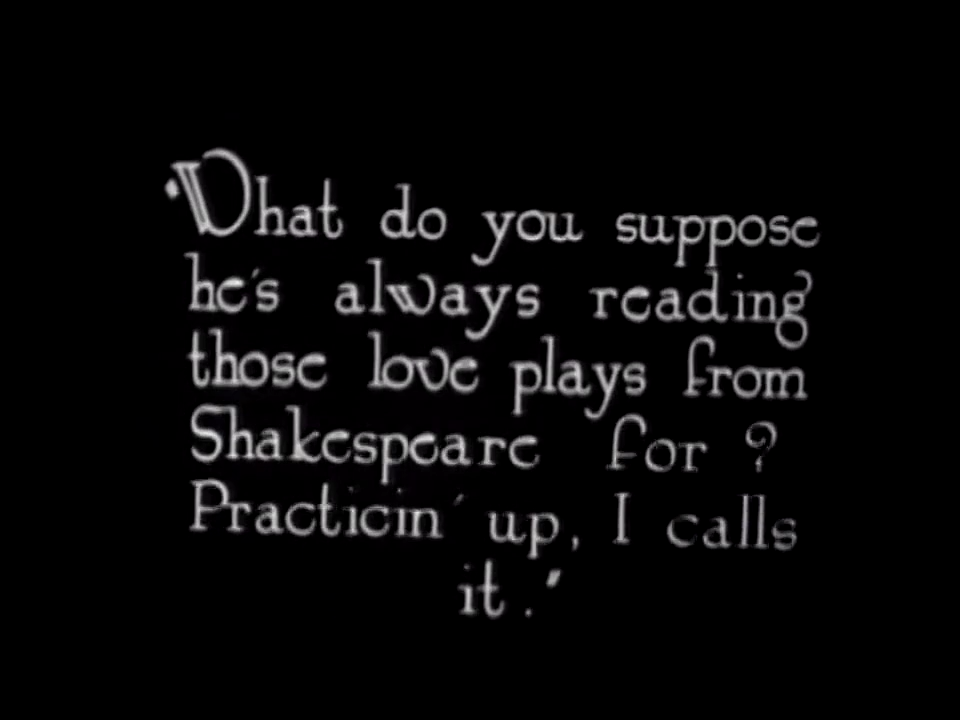 "What do you suppose
he's always reading
those love plays from
Shakespeare for?
Practicin' up, I calls
it."